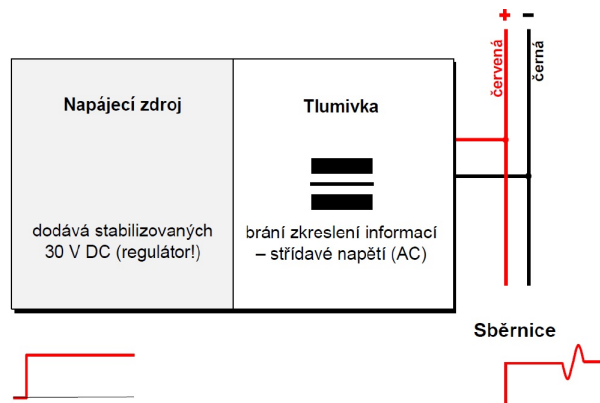 + –
červená
černá
Napájecí zdroj
Tlumivka
dodává stabilizovaných
30 V DC (regulátor!)
brání zkreslení informací
– střídavé napětí (AC)
Sběrnice